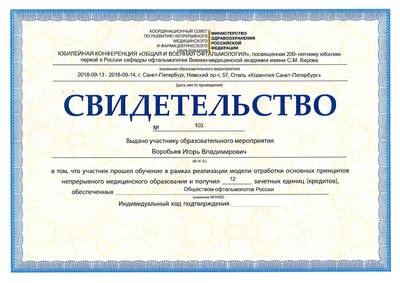 КООРДИНАЦИОННЫЙ СОВЕТ
ПО РАЗВИТИЮ НЕПРЕРЫВНОГО
МЕДИЦИНСКОГО
И ФАРМАЦЕВТИЧЕСКОГО
ОБРАЗОВАНИЯ
МИНИСТЕРСТВО
ЗДРАВООХРАНЕНИЯ
РОССИЙСКОЙ
ФЕДЕРАЦИИ
ЮБИЛЕЙНАЯ КОНФЕРЕНЦИЯ «ОБЩАЯ И ВОЕННАЯ ОФТАЛЬМОЛОГИЯ», посвященная 200-летнему юбилею
первой в России кафедры офтальмологии Военно-медицинской академии имени С.М. Кирова
(название образовательного мероприятия)
2018-09-13 - 2018-09-14, г. Санкт-Петербург, Невский пр-т, 57, Отель «Коринтия Санкт-Петербург»
(дата, место проведения)
СВИДЕТЕЛЬСТВО
№ 103
Выдано участнику образовательного мероприятия
Воробьев Игорь Владимирович
(Ф.И.О.)
в том, что участник прошел обучение в рамках реализации модели отработки основных принципов
непрерывного медицинского образования и получил 12 зачетных единиц (кредитов),
обеспеченных Обществом офтальмологов России
Индивидуальный код подтверждения